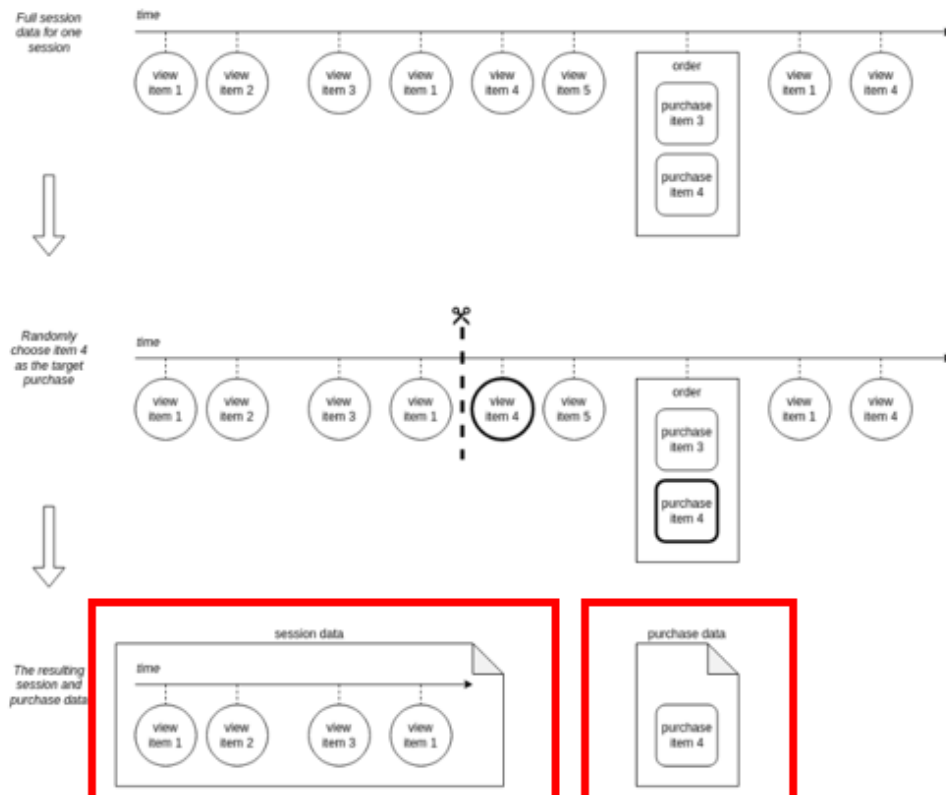 Full session
data for one
session
time
view
item 1
view
item 2
view
item 3
view
item 1
view
item 4
view
item 5
order
purchase
item 3
purchase
item 4
view
item 1
view
item 4
Randomly
choose item 4
as the target
purchase
time
view
item 1
view
item 2
view
item 3
view
item 1
view
item 4
view
item 5
order
purchase
item 3
purchase
item 4
view
item 1
view
item 4
The resulting
session and
purchase data
session data
time
view
item 1
view
item 2
view
item 3
view
item 1
purchase data
purchase
item 4